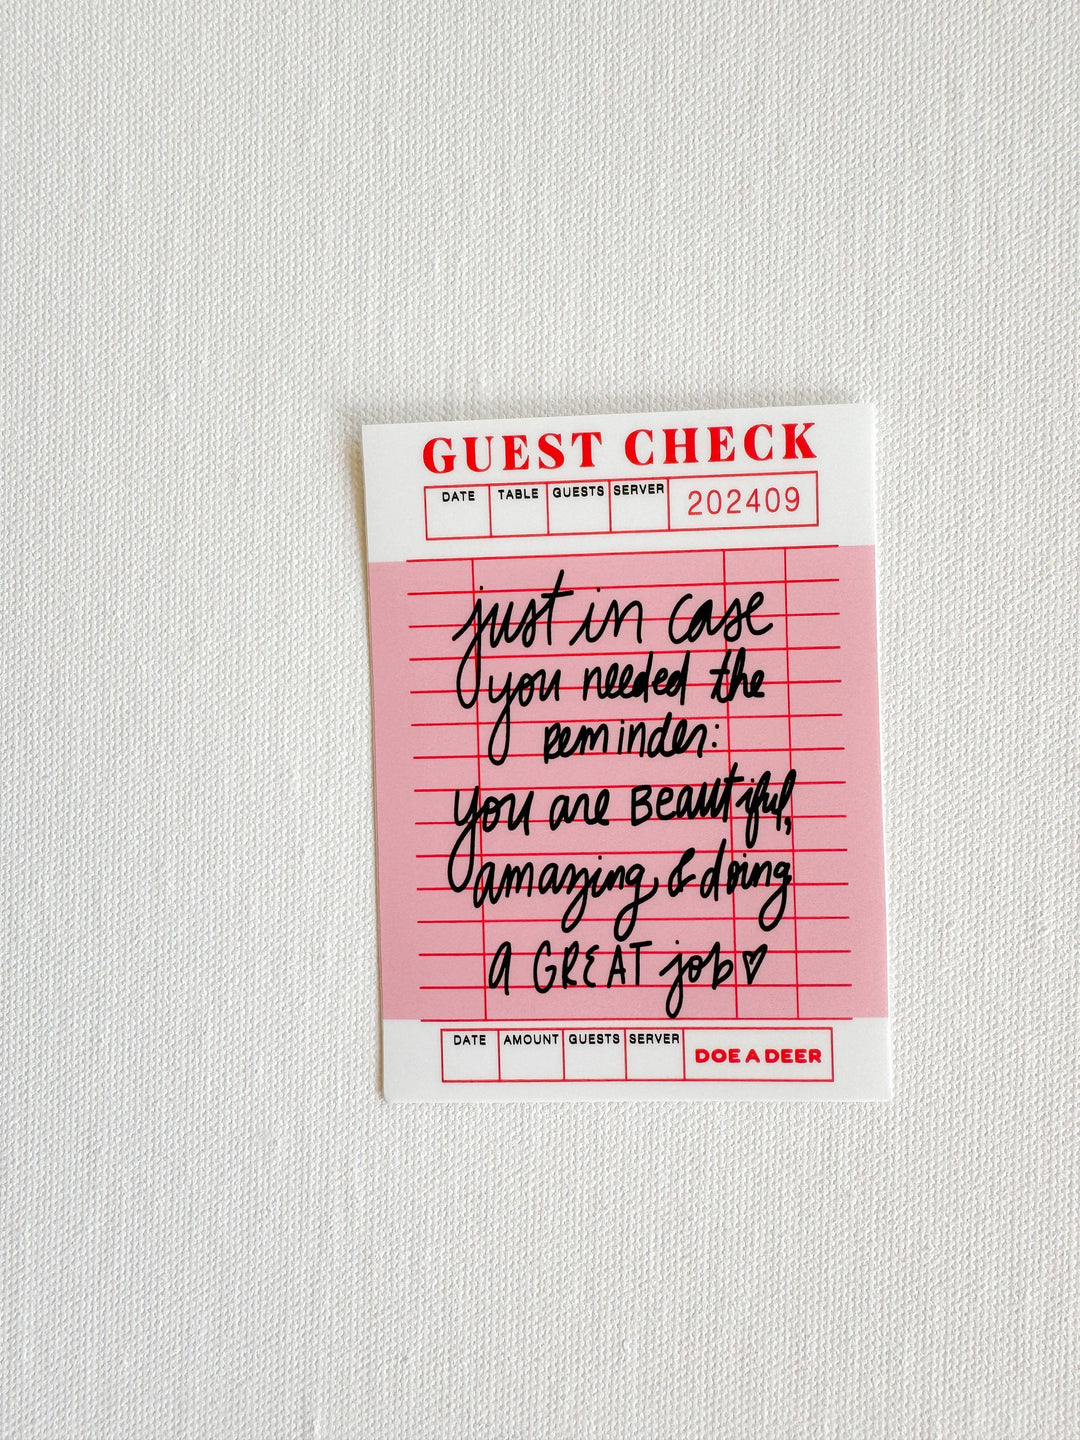 GUEST CHECK
DATE TABLE GUESTS SERVER 202409
just in case
you needed the
reminder:
you are Beautiful,
amazing & doing
a GREAT job♡
DATE AMOUNT GUESTS SERVER DOE A DEER